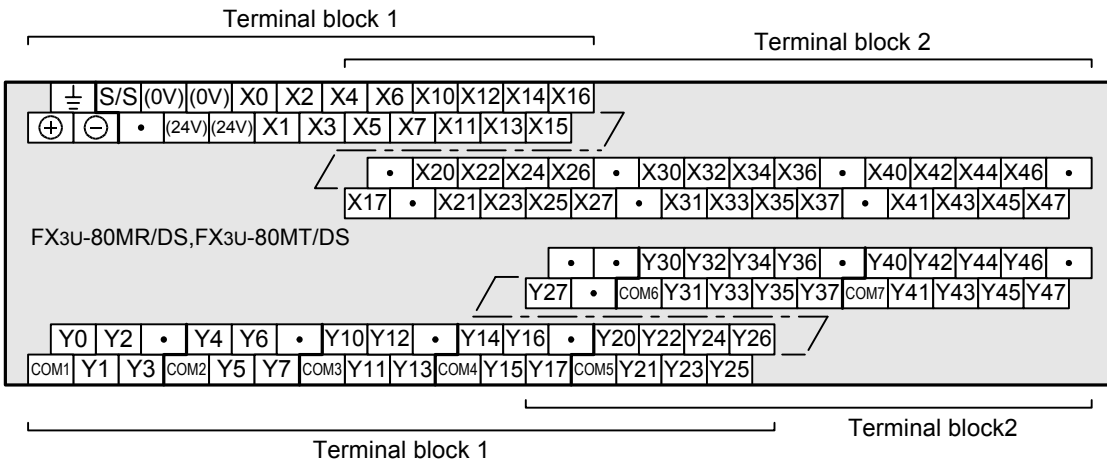 Terminal block 1
Terminal block 2
⏚ S/S (0V) (0V) X0 X2 X4 X6 X10 X12 X14 X16
⊕ ⊖ • (24V) (24V) X1 X3 X5 X7 X11 X13 X15
• X20 X22 X24 X26 • X30 X32 X34 X36 • X40 X42 X44 X46 •
X17 • X21 X23 X25 X27 • X31 X33 X35 X37 • X41 X43 X45 X47
FX3U-80MR/DS,FX3U-80MT/DS
• • Y30 Y32 Y34 Y36 • Y40 Y42 Y44 Y46 •
Y27 • COM6 Y31 Y33 Y35 Y37 COM7 Y41 Y43 Y45 Y47
Y0 Y2 • Y4 Y6 • Y10 Y12 • Y14 Y16 • Y20 Y22 Y24 Y26
COM1 Y1 Y3 COM2 Y5 Y7 COM3 Y11 Y13 COM4 Y15 Y17 COM5 Y21 Y23 Y25
Terminal block2
Terminal block 1